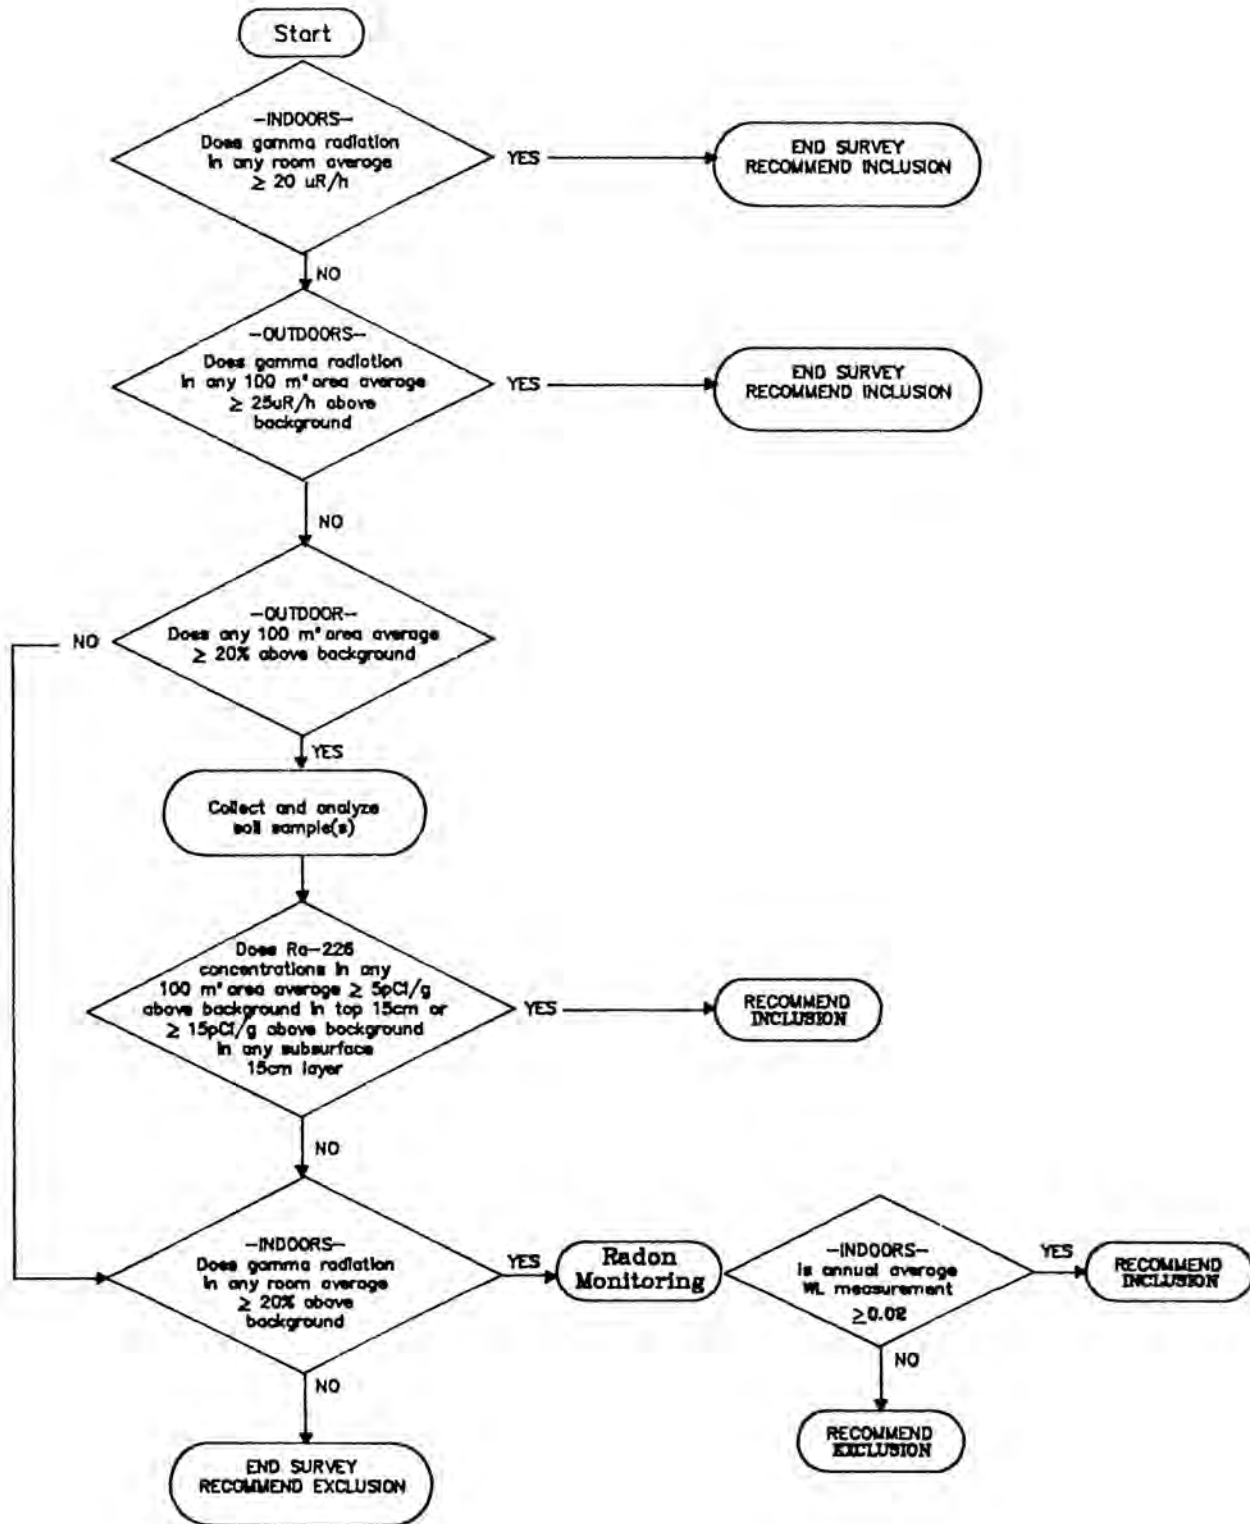 Start
-INDOORS-
Does gamma radiation
in any room average
≥ 20 uR/h
YES
END SURVEY
RECOMMEND INCLUSION
NO
-OUTDOORS-
Does gamma radiation
in any 100 m² area average
≥ 25uR/h above
background
YES
END SURVEY
RECOMMEND INCLUSION
NO
-OUTDOOR-
Does any 100 m² area average
≥ 20% above background
NO
YES
Collect and analyze
soil sample(s)
Does Ra-226
concentrations in any
100 m² area average ≥ 5pCi/g
above background in top 15cm or
≥ 15pCi/g above background
in any subsurface
15cm layer
YES
RECOMMEND
INCLUSION
NO
-INDOORS-
Does gamma radiation
in any room average
≥ 20% above
background
YES
Radon
Monitoring
-INDOORS-
is annual average
WL measurement
≥0.02
YES
RECOMMEND
INCLUSION
NO
RECOMMEND
EXCLUSION
NO
END SURVEY
RECOMMEND EXCLUSION